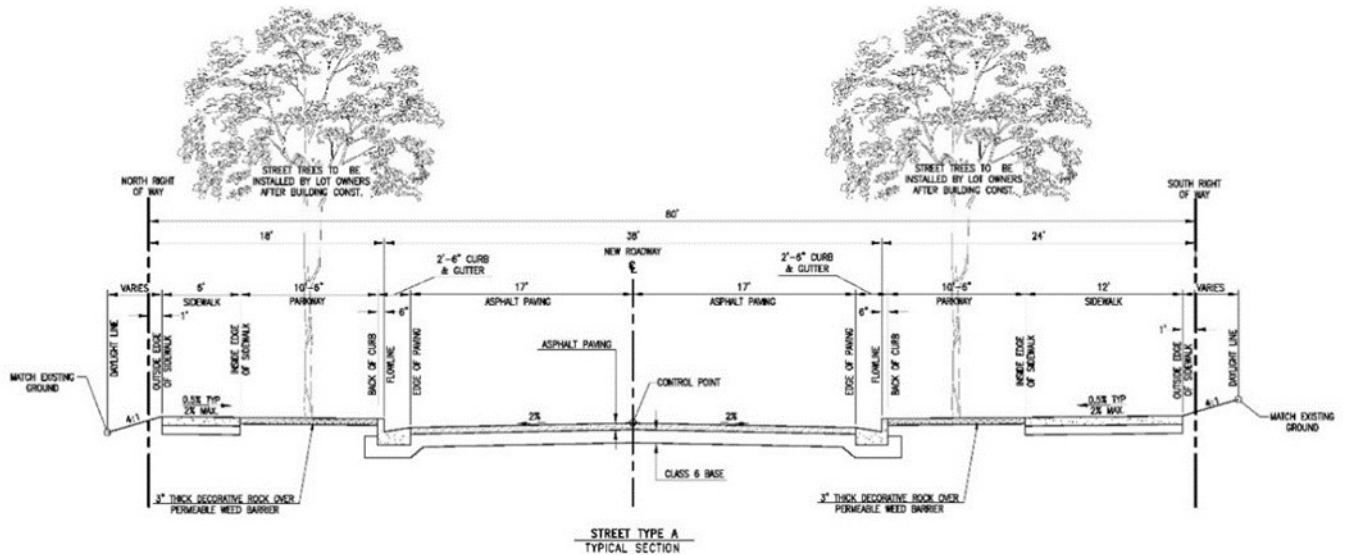 STREET TREES TO BE
INSTALLED BY LOT OWNERS
AFTER BUILDING CONST.
STREET TREES TO BE
INSTALLED BY LOT OWNERS
AFTER BUILDING CONST.
NORTH RIGHT
OF WAY
SOUTH RIGHT
OF WAY
80'
18'
38'
24'
NEW ROADWAY
2'-6" CURB
& GUTTER
℄
2'-6" CURB
& GUTTER
VARIES
6'
SIDEWALK
10'-6"
PARKWAY
17'
ASPHALT PAVING
17'
ASPHALT PAVING
10'-6"
PARKWAY
12'
SIDEWALK
VARIES
1'
6"
6"
1'
DAYLIGHT LINE
OUTSIDE EDGE
OF SIDEWALK
INSIDE EDGE
OF SIDEWALK
BACK OF CURB
FLOWLINE
EDGE OF PAVING
ASPHALT PAVING
CONTROL POINT
EDGE OF PAVING
FLOWLINE
BACK OF CURB
INSIDE EDGE
OF SIDEWALK
OUTSIDE EDGE
OF SIDEWALK
DAYLIGHT LINE
MATCH EXISTING
GROUND
4:1
0.5% TYP
2% MAX.
2%
2%
0.5% TYP
2% MAX.
4:1
MATCH EXISTING
GROUND
CLASS 6 BASE
3" THICK DECORATIVE ROCK OVER
PERMEABLE WEED BARRIER
3" THICK DECORATIVE ROCK OVER
PERMEABLE WEED BARRIER
STREET TYPE A
TYPICAL SECTION